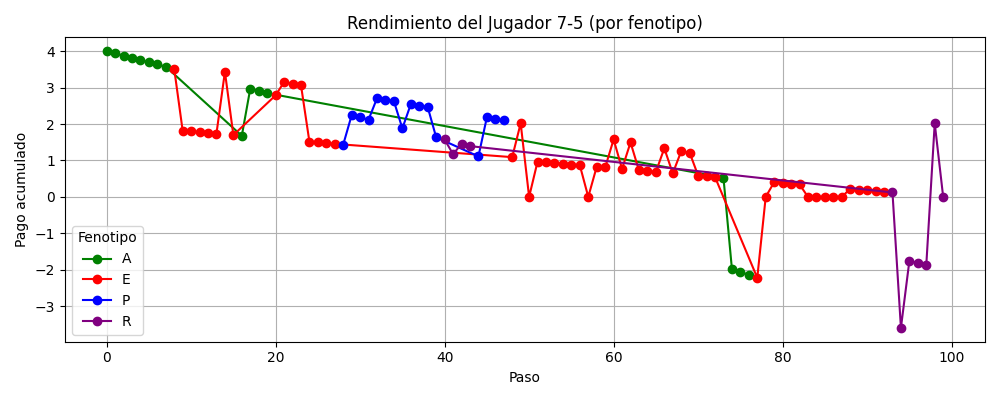 Rendimiento del Jugador 7-5 (por fenotipo)
Pago acumulado
4
3
2
1
0
−1
−2
−3
Fenotipo
A
E
P
R
0 20 40 60 80 100
Paso